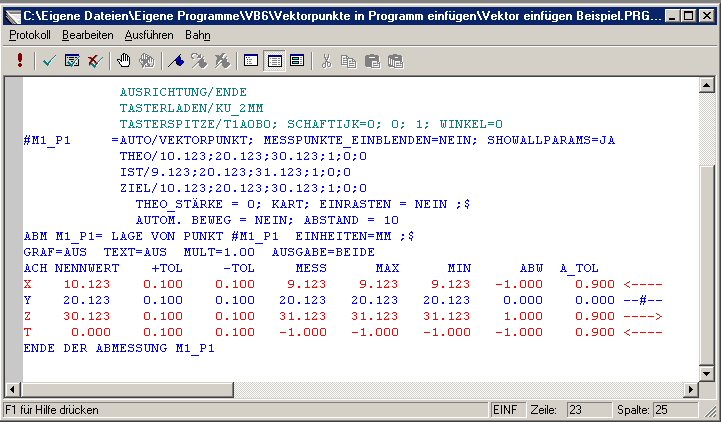 C:\Eigene Dateien\Eigene Programme\VB6\Vektorpunkte in Programm einfügen\Vektor einfügen Beispiel.PRG...
Protokoll Bearbeiten Ausführen Bahn
AUSRICHTUNG/ENDE
TASTERLADEN/KU_2MM
TASTERSPITZE/T1A0B0; SCHAFTIJK=0; 0; 1; WINKEL=0
#M1_P1 =AUTO/VEKTORPUNKT; MESSPUNKTE_EINBLENDEN=NEIN; SHOWALLPARAMS=JA
THEO/10.123;20.123;30.123;1;0;0
IST/9.123;20.123;31.123;1;0;0
ZIEL/10.123;20.123;30.123;1;0;0
THEO_STÄRKE = 0; KART; EINRASTEN = NEIN ;$
AUTOM. BEWEG = NEIN; ABSTAND = 10
ABM M1_P1= LAGE VON PUNKT #M1_P1 EINHEITEN=MM ;$
GRAF=AUS TEXT=AUS MULT=1.00 AUSGABE=BEIDE
ACH NENNWERT +TOL -TOL MESS MAX MIN ABW A_TOL
X 10.123 0.100 0.100 9.123 9.123 9.123 -1.000 0.900 <----
Y 20.123 0.100 0.100 20.123 20.123 20.123 0.000 0.000 --#--
Z 30.123 0.100 0.100 31.123 31.123 31.123 1.000 0.900 ---->
T 0.000 0.100 0.100 -1.000 -1.000 -1.000 -1.000 0.900 <----
ENDE DER ABMESSUNG M1_P1
F1 für Hilfe drücken EINF Zeile: 23 Spalte: 25